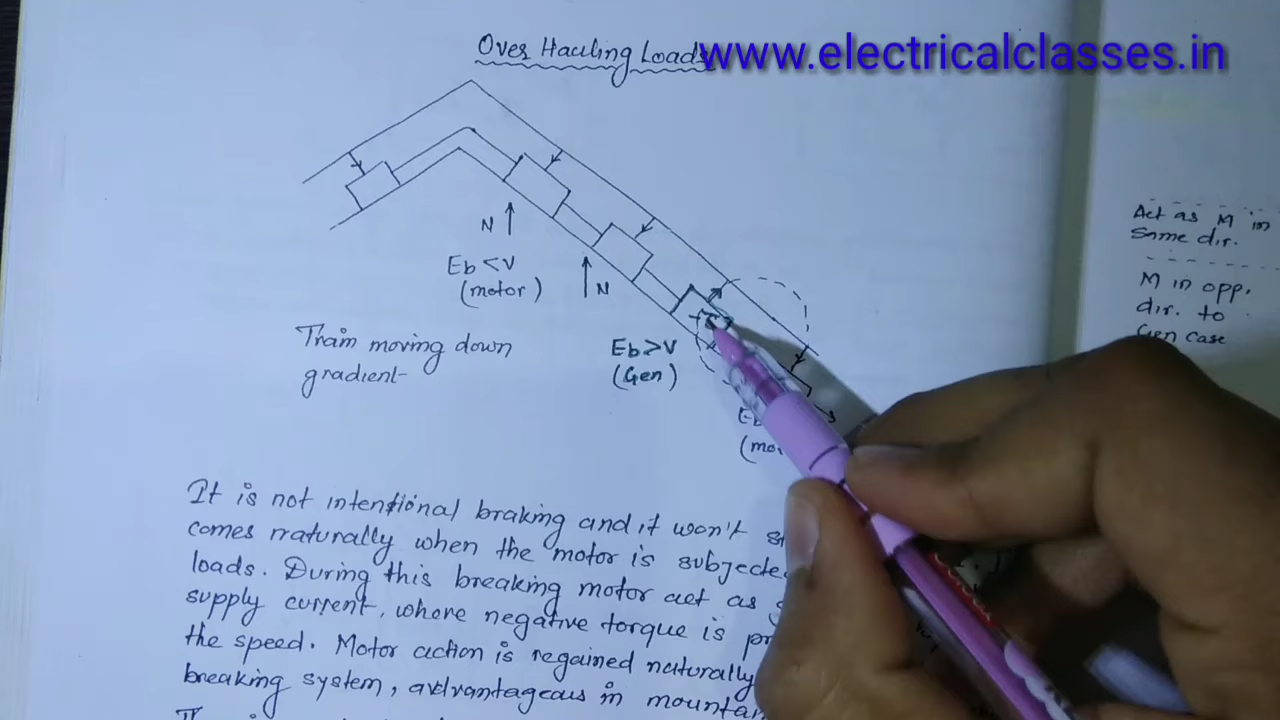 Over Hauling Loads
www.electricalclasses.in
Act as M in
Same dir.
M in opp.
dir. to
Gen case
N
Eb < V
(motor)
N
Eb > V
(Gen)
Train moving down
gradient
It is not intentional braking and it won't
comes naturally when the motor is
loads. During this breaking motor act as
supply current, where negative torque is
the speed. Motor action is regained naturally
breaking system, advantageous in